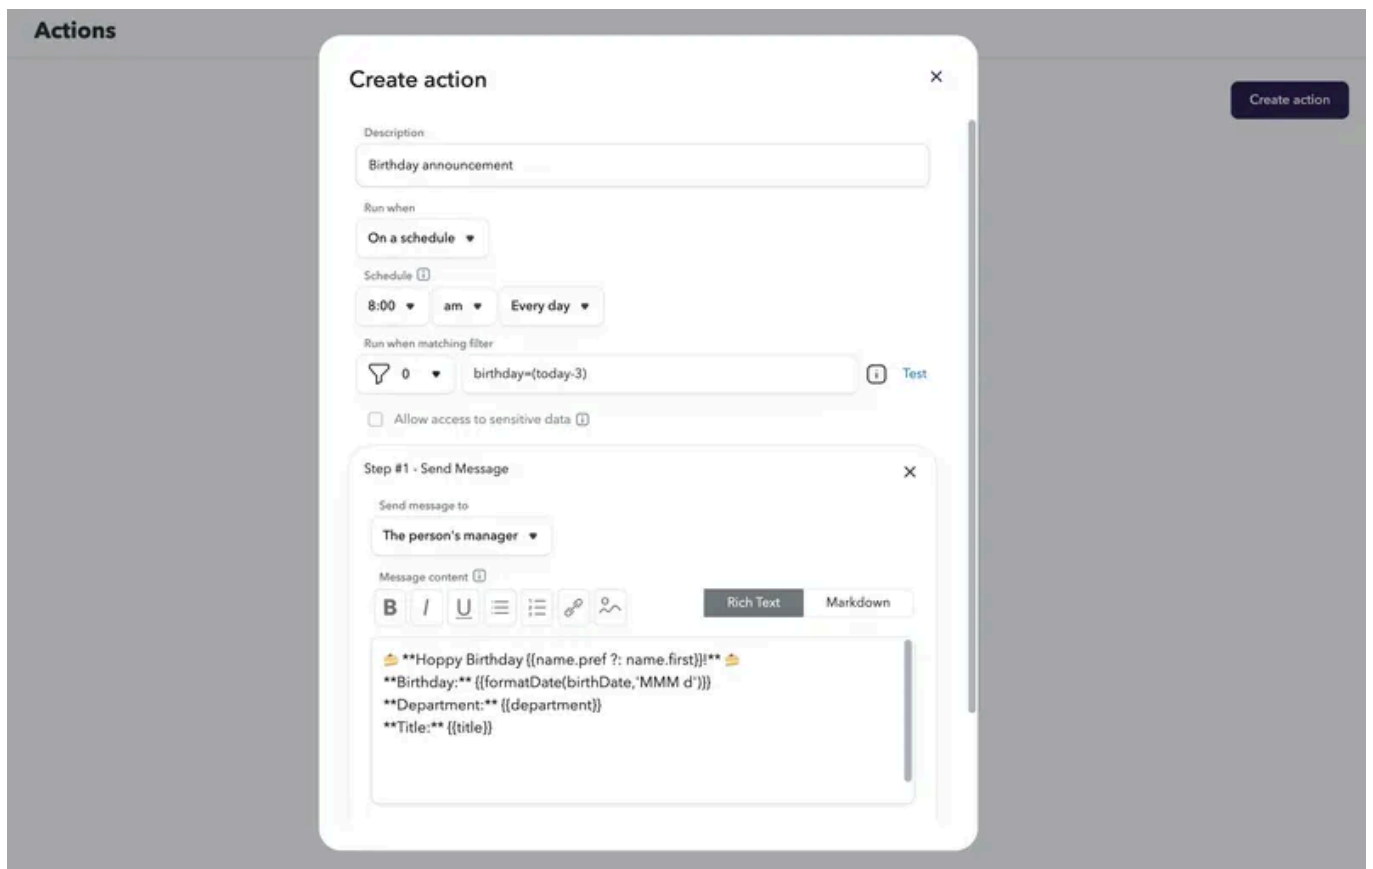 Actions
Create action
Create action
Description
Birthday announcement
Run when
On a schedule
Schedule
8:00 am Every day
Run when matching filter
0 birthday=(today-3) Test
Allow access to sensitive data
Step #1 - Send Message
Send message to
The person's manager
Message content
B I U Rich Text Markdown
🍰 **Hoppy Birthday {{name.pref ?: name.first}}!** 🍰
**Birthday:** {{formatDate(birthDate,'MMM d')}}
**Department:** {{department}}
**Title:** {{title}}